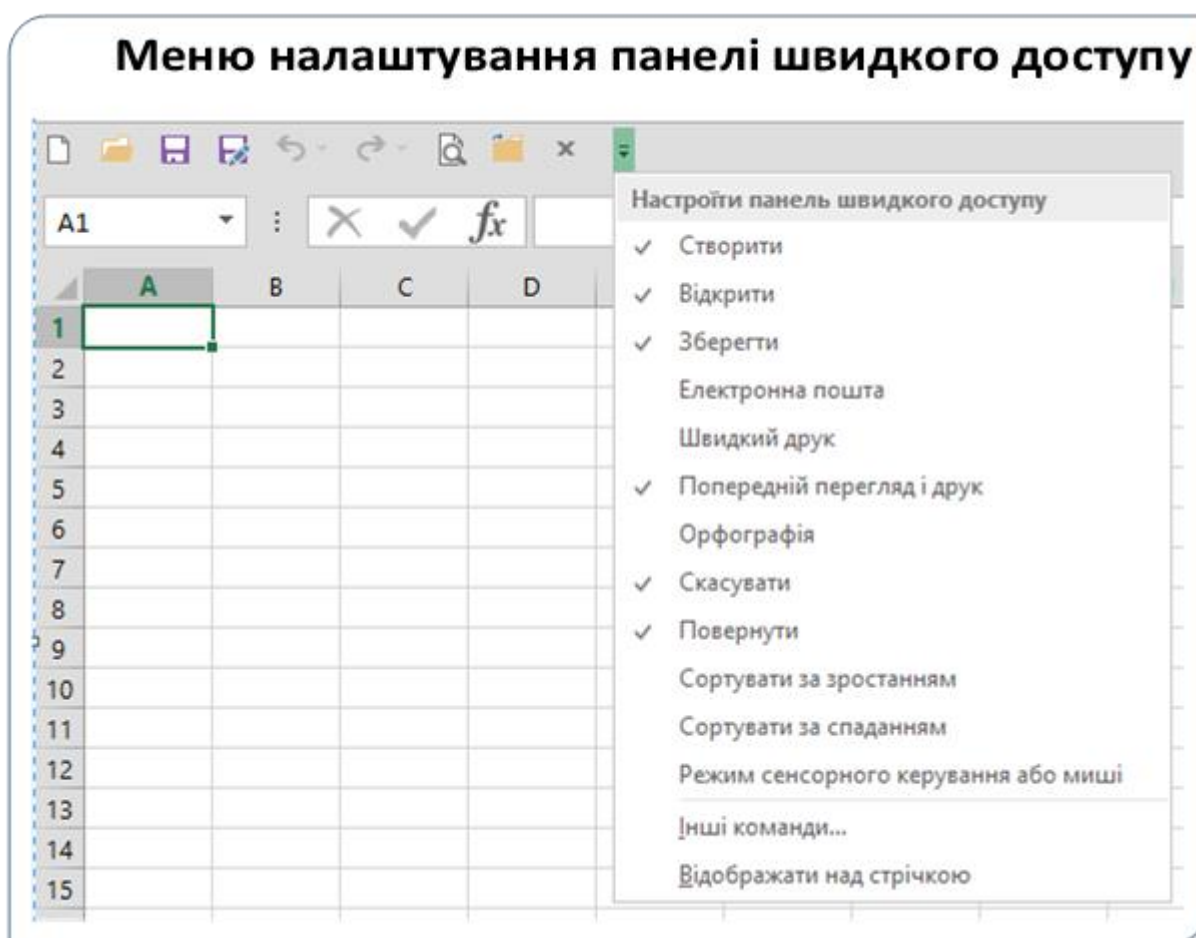 Меню налаштування панелі швидкого доступу
A1
fx
Настроїти панель швидкого доступу
Створити
Відкрити
Зберегти
Електронна пошта
Швидкий друк
Попередній перегляд і друк
Орфографія
Скасувати
Повернути
Сортувати за зростанням
Сортувати за спаданням
Режим сенсорного керування або миші
Інші команди...
Відображати над стрічкою
A B C D
1
2
3
4
5
6
7
8
9
10
11
12
13
14
15